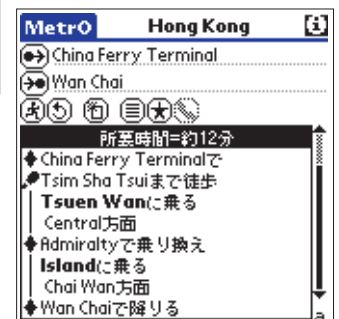 MetrO Hong Kong
China Ferry Terminal
Wan Chai
所要時間=約12分
China Ferry Terminalで
Tsim Sha Tsuiまで徒歩
Tsuen Wanに乗る
Central方面
Admiraltyで乗り換え
Islandに乗る
Chai Wan方面
Wan Chaiで降りる